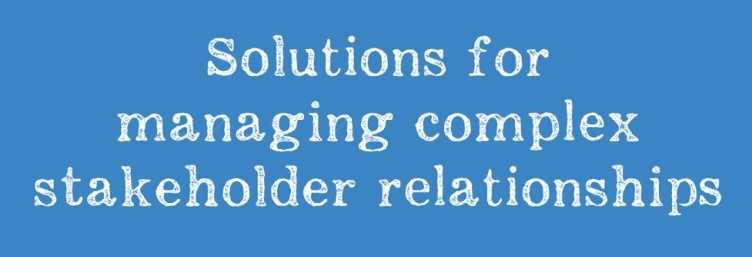 Solutions for
managing complex
stakeholder relationships